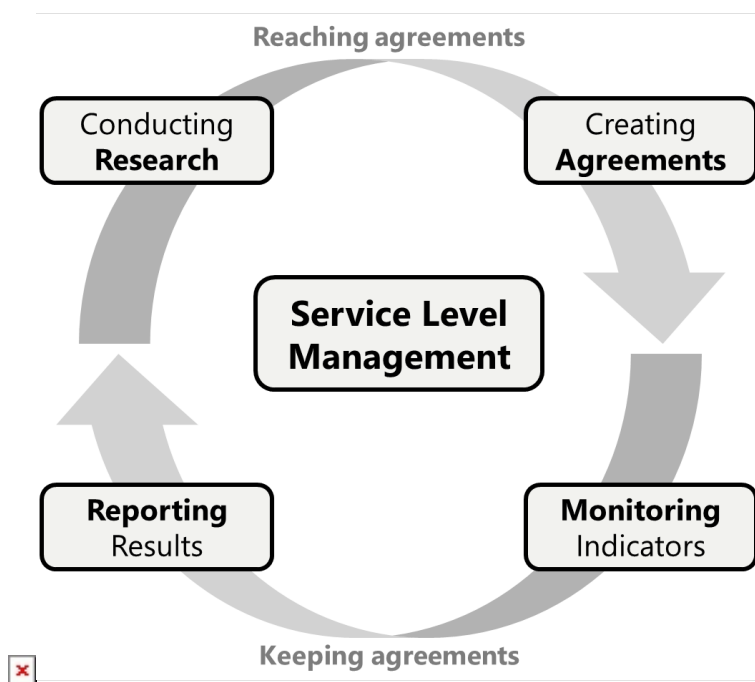 Reaching agreements
Conducting
Research
Creating
Agreements
Service Level
Management
Reporting
Results
Monitoring
Indicators
Keeping agreements